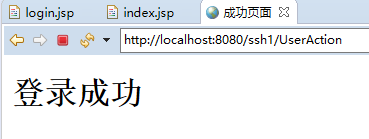 login.jsp index.jsp 成功页面
http://localhost:8080/ssh1/UserAction
登录成功